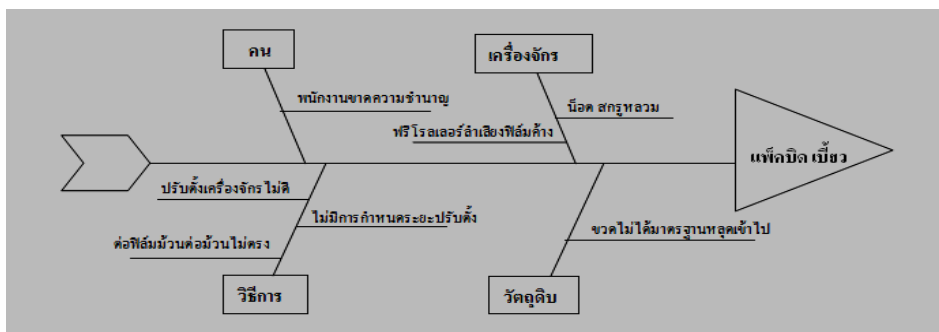 คน
เครื่องจักร
พนักงานขาดความชำนาญ
น็อต สกรูหลวม
ฟรีโรลเลอร์ลำเลียงฟิล์มค้าง
แพ็คบิด เบี้ยว
ปรับตั้งเครื่องจักรไม่ดี
ไม่มีการกำหนดระยะปรับตั้ง
ขวดไม่ได้มาตรฐานหลุดเข้าไป
ต่อฟิล์มม้วนต่อม้วนไม่ตรง
วิธีการ
วัตถุดิบ